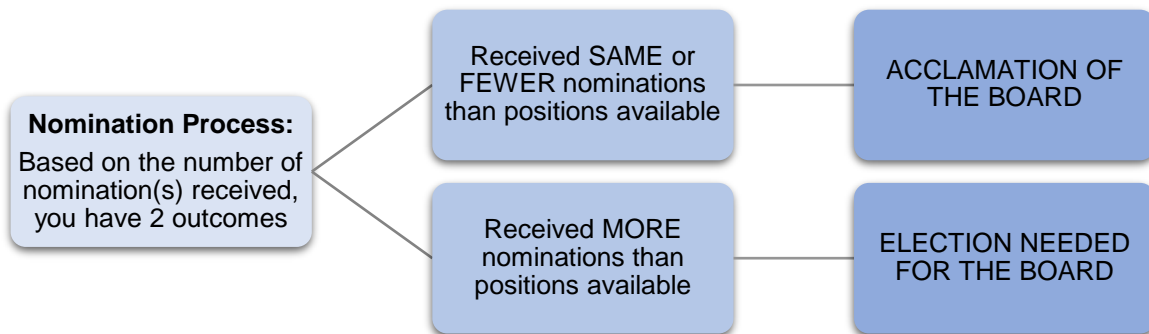 Nomination Process:
Based on the number of
nomination(s) received,
you have 2 outcomes
Received SAME or
FEWER nominations
than positions available
ACCLAMATION OF
THE BOARD
Received MORE
nominations than
positions available
ELECTION NEEDED
FOR THE BOARD